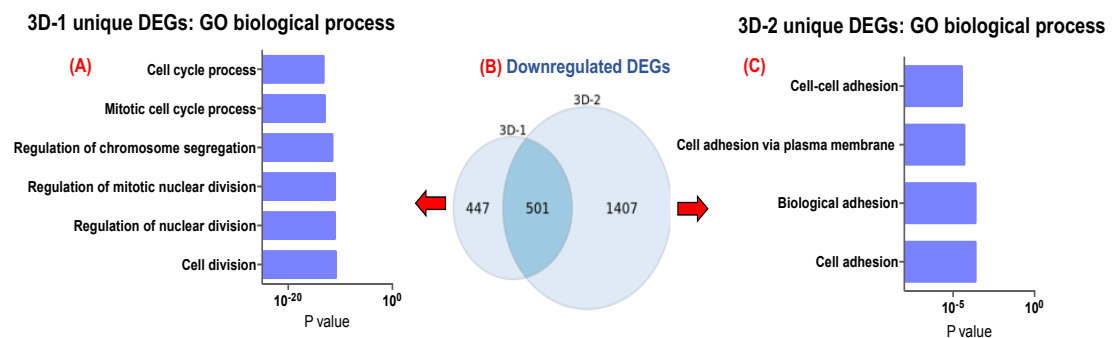 3D-1 unique DEGs: GO biological process
(A)
Cell cycle process
Mitotic cell cycle process
Regulation of chromosome segregation
Regulation of mitotic nuclear division
Regulation of nuclear division
Cell division
10-20
100
P value
(B) Downregulated DEGs
3D-2
3D-1
447
501
1407
3D-2 unique DEGs: GO biological process
(C)
Cell-cell adhesion
Cell adhesion via plasma membrane
Biological adhesion
Cell adhesion
10-5
100
P value